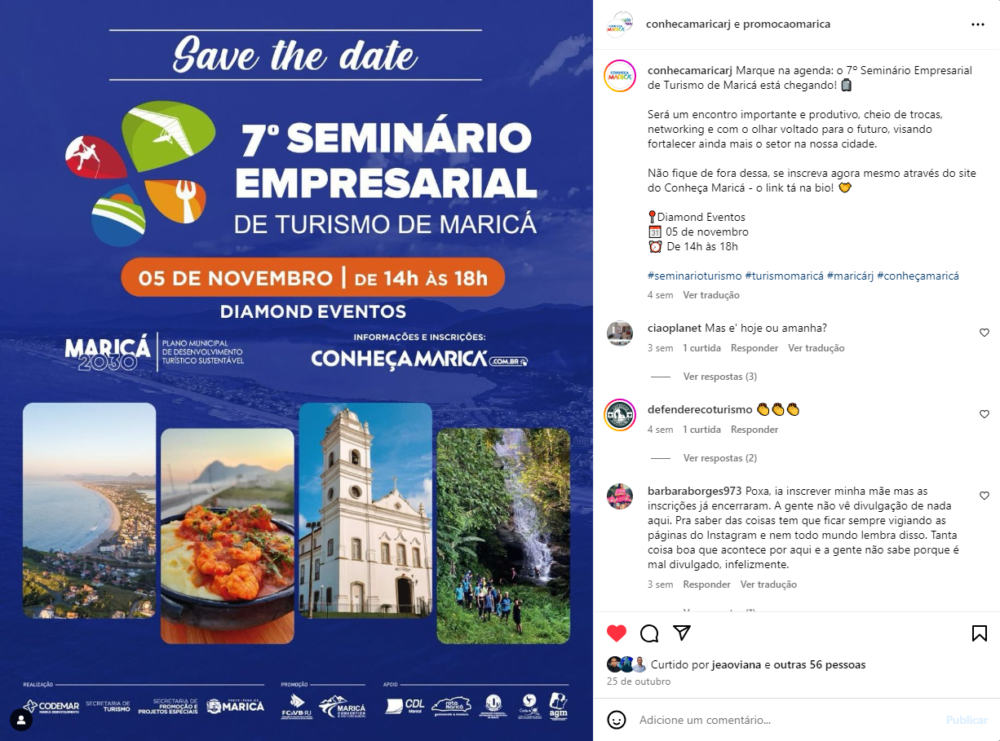 Save the date
7º SEMINÁRIO
EMPRESARIAL
DE TURISMO DE MARICÁ
05 DE NOVEMBRO | DE 14h ÀS 18h
DIAMOND EVENTOS
MARICÁ
2030
PLANO MUNICIPAL
DE DESENVOLVIMENTO
TURÍSTICO SUSTENTÁVEL
INFORMAÇÕES E INSCRIÇÕES:
CONHEÇAMARICÁ.COM.BR
REALIZAÇÃO
CODEMAR
MARICÁ DESENVOLVIMENTO
SECRETARIA DE
TURISMO
SECRETARIA DE
PROMOÇÃO E
PROJETOS ESPECIAIS
PREFEITURA DE
MARICÁ
PROMOÇÃO
FC&VB-RJ
MARICÁ
CONVENTION
APOIO
CDL
Maricá
rota
maricá
agm
conhecamaricarj e promocaomarica
conhecamaricarj Marque na agenda: o 7º Seminário Empresarial
de Turismo de Maricá está chegando! 🧳
Será um encontro importante e produtivo, cheio de trocas,
networking e com o olhar voltado para o futuro, visando
fortalecer ainda mais o setor na nossa cidade.
Não fique de fora dessa, se inscreva agora mesmo através do site
do Conheça Maricá - o link tá na bio! 🤝
📍Diamond Eventos
📅 05 de novembro
⏰ De 14h às 18h
#seminarioturismo #turismomaricá #maricárj #conheçamaricá
4 sem Ver tradução
ciaoplanet Mas e' hoje ou amanha?
3 sem 1 curtida Responder Ver tradução
Ver respostas (3)
defenderecoturismo 👏👏👏
4 sem 1 curtida Responder
Ver respostas (2)
barbaraborges973 Poxa, ia inscrever minha mãe mas as
inscrições já encerraram. A gente não vê divulgação de nada
aqui. Pra saber das coisas tem que ficar sempre vigiando as
páginas do Instagram e nem todo mundo lembra disso. Tanta
coisa boa que acontece por aqui e a gente não sabe porque é
mal divulgado, infelizmente.
3 sem Responder Ver tradução
Ver respostas (1)
Curtido por jeaoviana e outras 56 pessoas
25 de outubro
Adicione um comentário...
Publicar